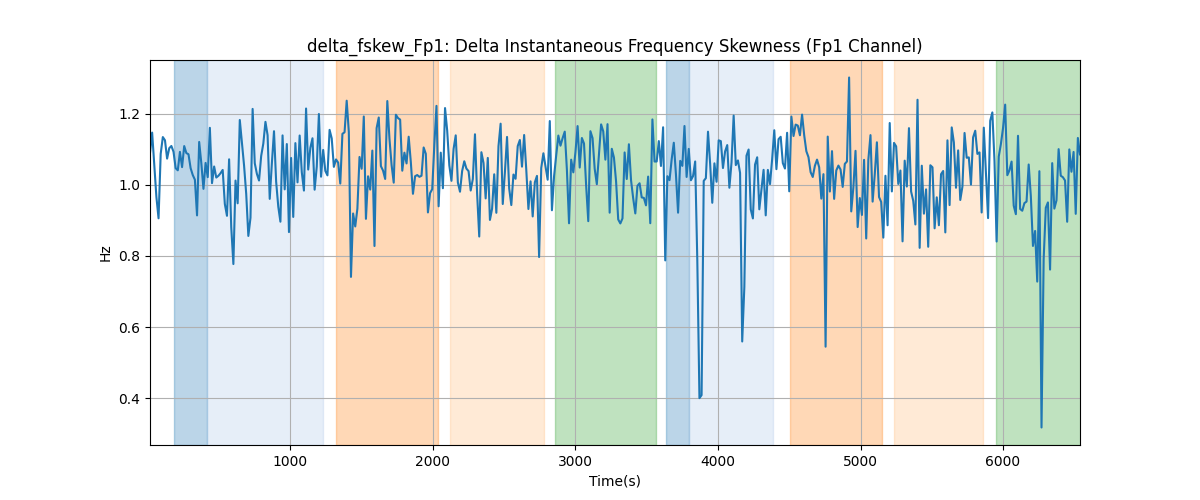 delta_fskew_Fp1: Delta Instantaneous Frequency Skewness (Fp1 Channel)
Hz
1.2
1.0
0.8
0.6
0.4
1000 2000 3000 4000 5000 6000
Time(s)